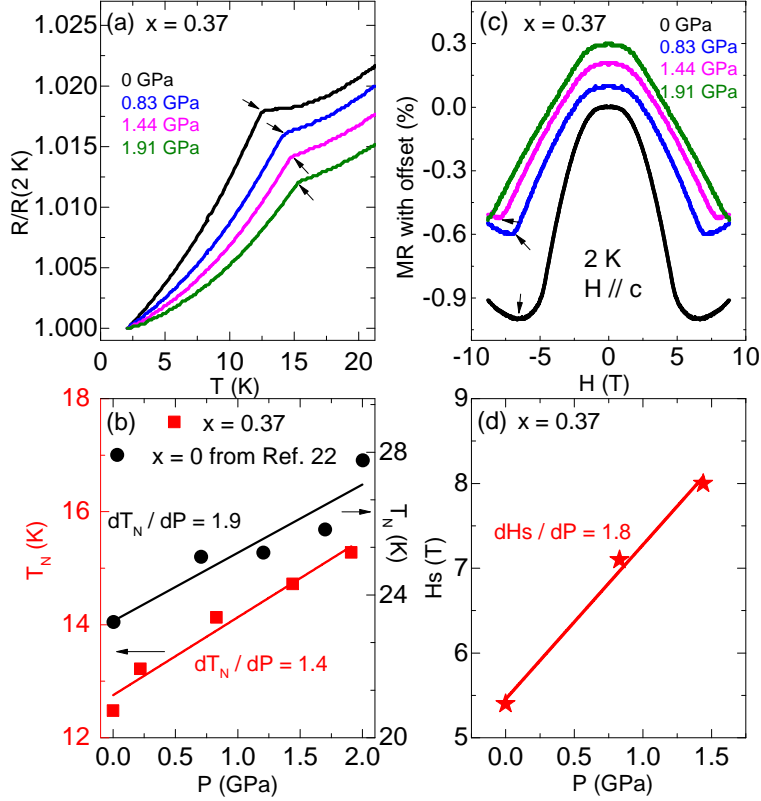 (a) x = 0.37
0 GPa
0.83 GPa
1.44 GPa
1.91 GPa
1.020
1.015
1.010
1.005
1.000
R/R(2 K)
5 10 15 20
T (K)
(c) x = 0.37
0 GPa
0.83 GPa
1.44 GPa
1.91 GPa
0.3
0.0
-0.3
-0.6
-0.9
MR with offset (%)
2 K
H // c
-10 -5 0 5 10
H (T)
(b) x = 0.37
x = 0 from Ref. 22
dT_N / dP = 1.9
dT_N / dP = 1.4
18
16
14
12
T_N (K)
28
24
20
T_N (K)
0.0 0.5 1.0 1.5 2.0
P (GPa)
(d) x = 0.37
dHs / dP = 1.8
9
8
7
6
5
Hs (T)
0.0 0.5 1.0 1.5
P (GPa)